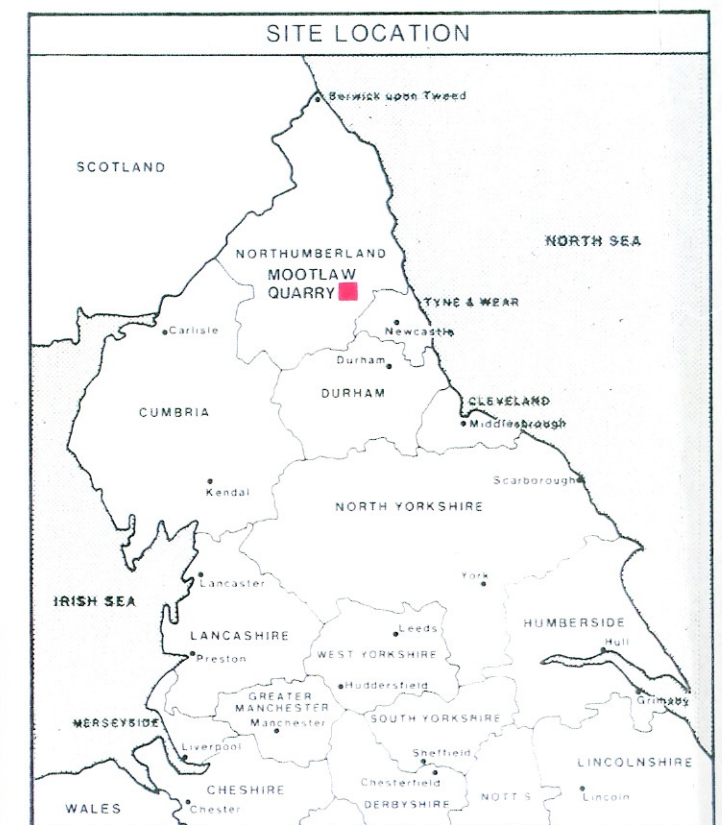 SITE LOCATION
Berwick upon Tweed
SCOTLAND
NORTH SEA
NORTHUMBERLAND
MOOTLAW
QUARRY
TYNE & WEAR
Carlisle
Newcastle
Durham
DURHAM
CLEVELAND
CUMBRIA
Middlesbrough
Scarborough
Kendal
NORTH YORKSHIRE
Lancaster
York
IRISH SEA
HUMBERSIDE
Leeds
LANCASHIRE
Hull
WEST YORKSHIRE
Preston
Huddersfield
GREATER
MANCHESTER
Grimsby
SOUTH YORKSHIRE
MERSEYSIDE
Manchester
Liverpool
Sheffield
LINCOLNSHIRE
Chesterfield
CHESHIRE
NOTTS
Lincoln
DERBYSHIRE
WALES
Chester